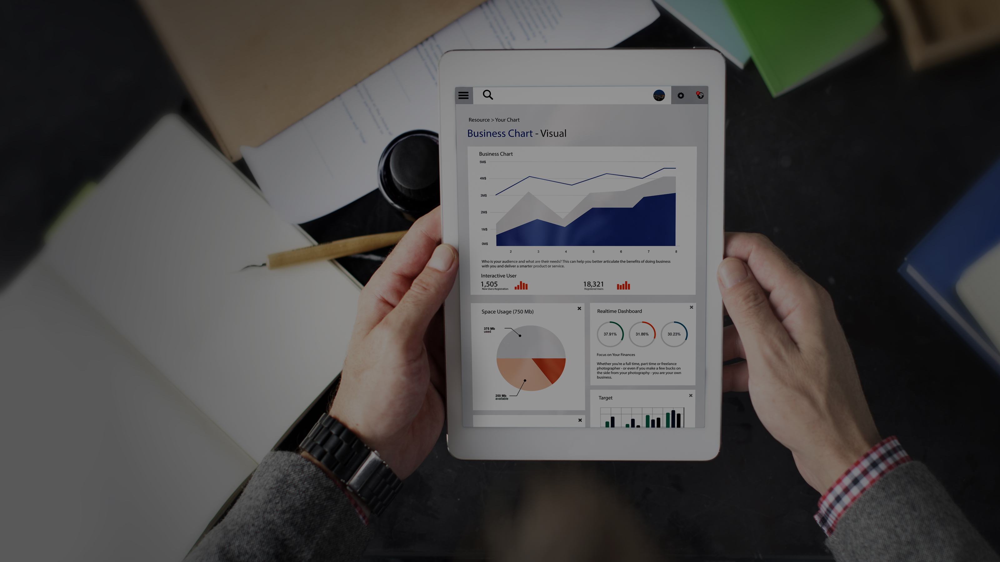 Resource > Your Chart
Business Chart - Visual
Business Chart
5M$
4M$
3M$
2M$
1M$
0M$
2 3 4 5 6 7 8
Who is your audience and what are their needs? This can help you better articulate the benefits of doing business
with you and deliver a smarter product or service.
Interactive User
1,505
New Users Registration
18,321
Registered Users
Space Usage (750 Mb)
375 Mb
used
250 Mb
available
Realtime Dashboard
37.91% 31.86% 30.23%
Focus on Your Finances
Whether you're a full time, part time or freelance
photographer - or even if you make a few bucks on
the side from your photography - you are your own
business.
Target